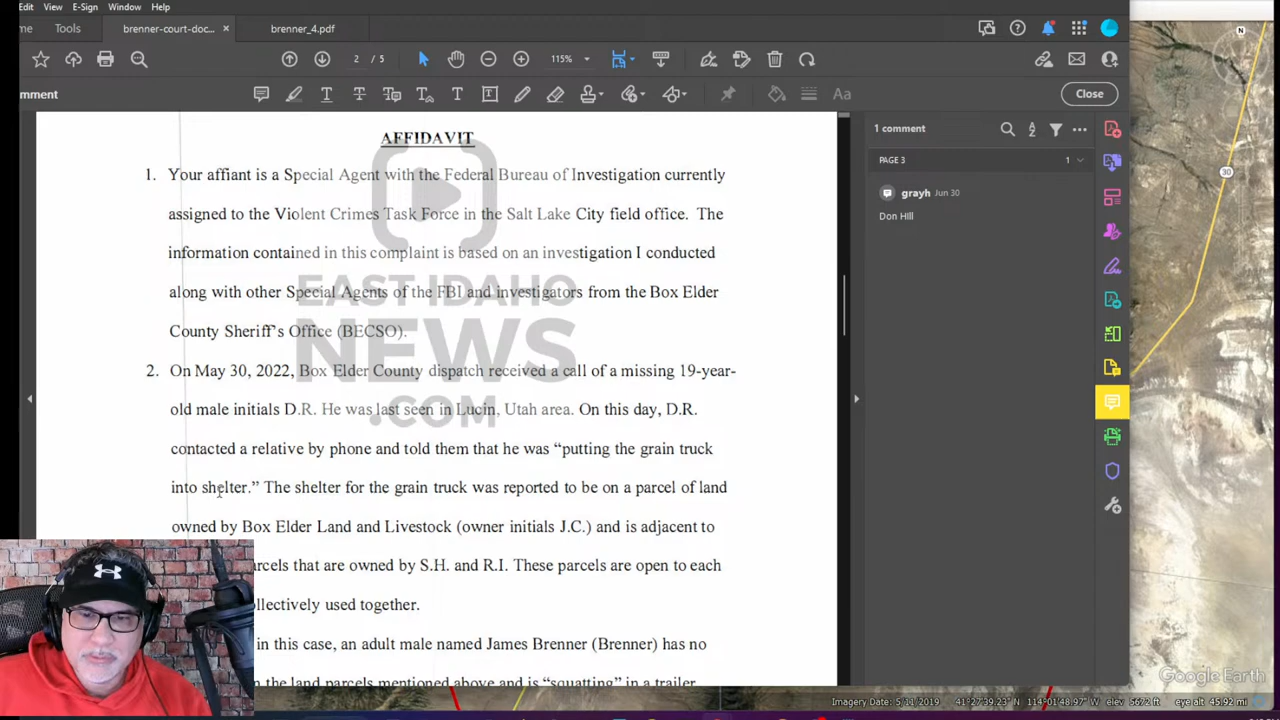 Edit View E-Sign Window Help
me Tools brenner-court-doc... × brenner_4.pdf
2 / 5 115%
mment Close
AFFIDAVIT
1. Your affiant is a Special Agent with the Federal Bureau of Investigation currently
assigned to the Violent Crimes Task Force in the Salt Lake City field office. The
information contained in this complaint is based on an investigation I conducted
along with other Special Agents of the FBI and investigators from the Box Elder
County Sheriff's Office (BECSO).
2. On May 30, 2022, Box Elder County dispatch received a call of a missing 19-year-
old male initials D.R. He was last seen in Lucin, Utah area. On this day, D.R.
contacted a relative by phone and told them that he was “putting the grain truck
into shelter.” The shelter for the grain truck was reported to be on a parcel of land
owned by Box Elder Land and Livestock (owner initials J.C.) and is adjacent to
arcels that are owned by S.H. and R.I. These parcels are open to each
ollectively used together.
in this case, an adult male named James Brenner (Brenner) has no
n the land parcels mentioned above and is “squatting” in a trailer
EAST IDAHO
NEWS
.COM
1 comment
PAGE 3 1
grayh Jun 30
Don Hill
N
30
Google Earth
Imagery Date: 5/11/2019 41°27'39.23" N 114°01'48.97" W elev 5672 ft eye alt 45.92 mi